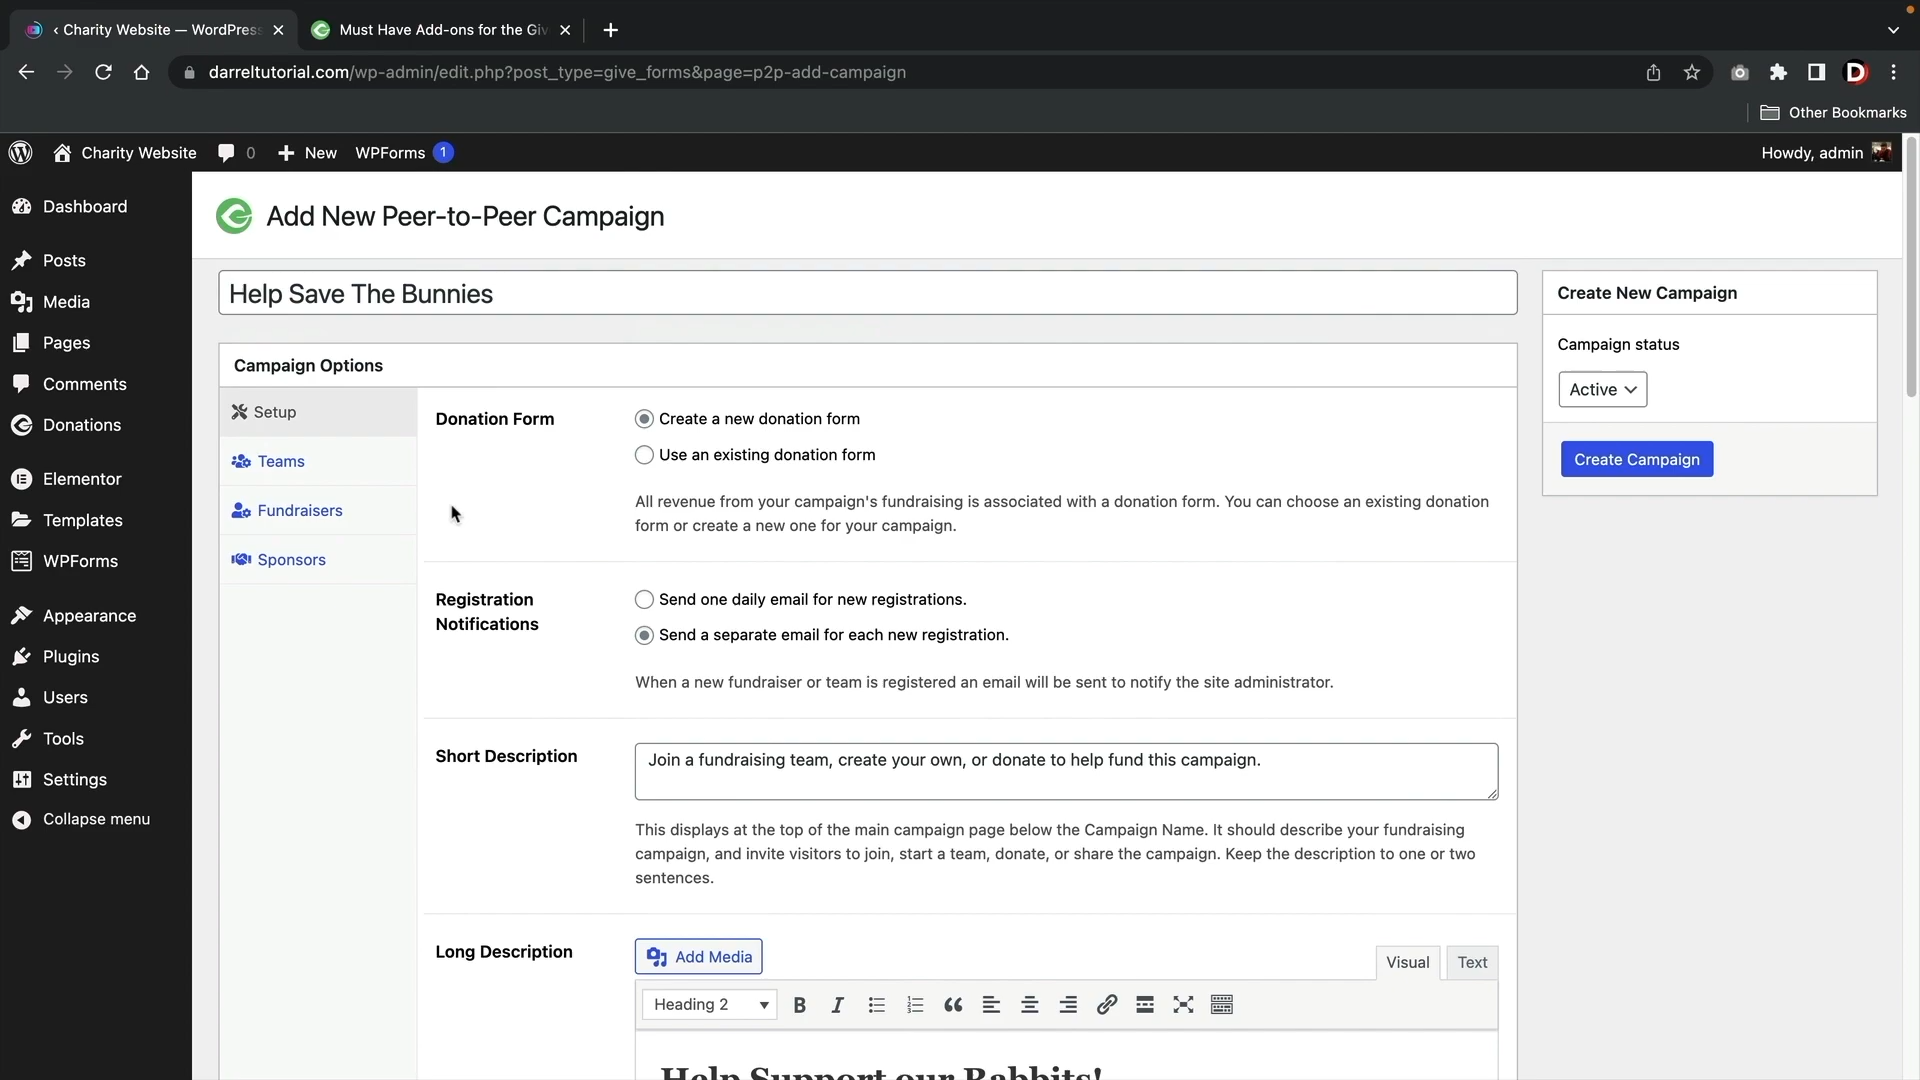 ‹ Charity Website — WordPress
Must Have Add-ons for the Giv
darreltutorial.com/wp-admin/edit.php?post_type=give_forms&page=p2p-add-campaign
D
Other Bookmarks
Charity Website
0
New
WPForms
1
Howdy, admin
Dashboard
Posts
Media
Pages
Comments
Donations
Elementor
Templates
WPForms
Appearance
Plugins
Users
Tools
Settings
Collapse menu
Add New Peer-to-Peer Campaign
Help Save The Bunnies
Campaign Options
Setup
Teams
Fundraisers
Sponsors
Donation Form
Create a new donation form
Use an existing donation form
All revenue from your campaign's fundraising is associated with a donation form. You can choose an existing donation
form or create a new one for your campaign.
Registration
Notifications
Send one daily email for new registrations.
Send a separate email for each new registration.
When a new fundraiser or team is registered an email will be sent to notify the site administrator.
Short Description
Join a fundraising team, create your own, or donate to help fund this campaign.
This displays at the top of the main campaign page below the Campaign Name. It should describe your fundraising
campaign, and invite visitors to join, start a team, donate, or share the campaign. Keep the description to one or two
sentences.
Long Description
Add Media
Visual
Text
Heading 2
B
I
Help Support our Rabbits!
Create New Campaign
Campaign status
Active
Create Campaign